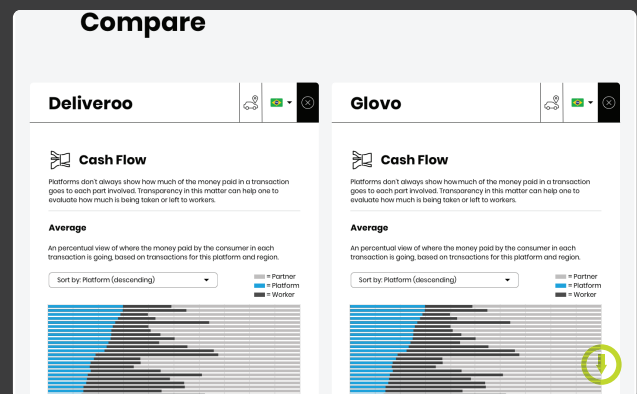 Compare
Deliveroo
Cash Flow
Platforms don't always show how much of the money paid in a transaction
goes to each part involved. Transparency in this matter can help one to
evaluate how much is being taken or left to workers.
Average
An percentual view of where the money paid by the consumer in each
transaction is going, based on transactions for this platform and region.
Sort by: Platform (descending)
= Partner
= Platform
= Worker
Glovo
Cash Flow
Platforms don't always show how much of the money paid in a transaction
goes to each part involved. Transparency in this matter can help one to
evaluate how much is being taken or left to workers.
Average
An percentual view of where the money paid by the consumer in each
transaction is going, based on transactions for this platform and region.
Sort by: Platform (descending)
= Partner
= Platform
= Worker